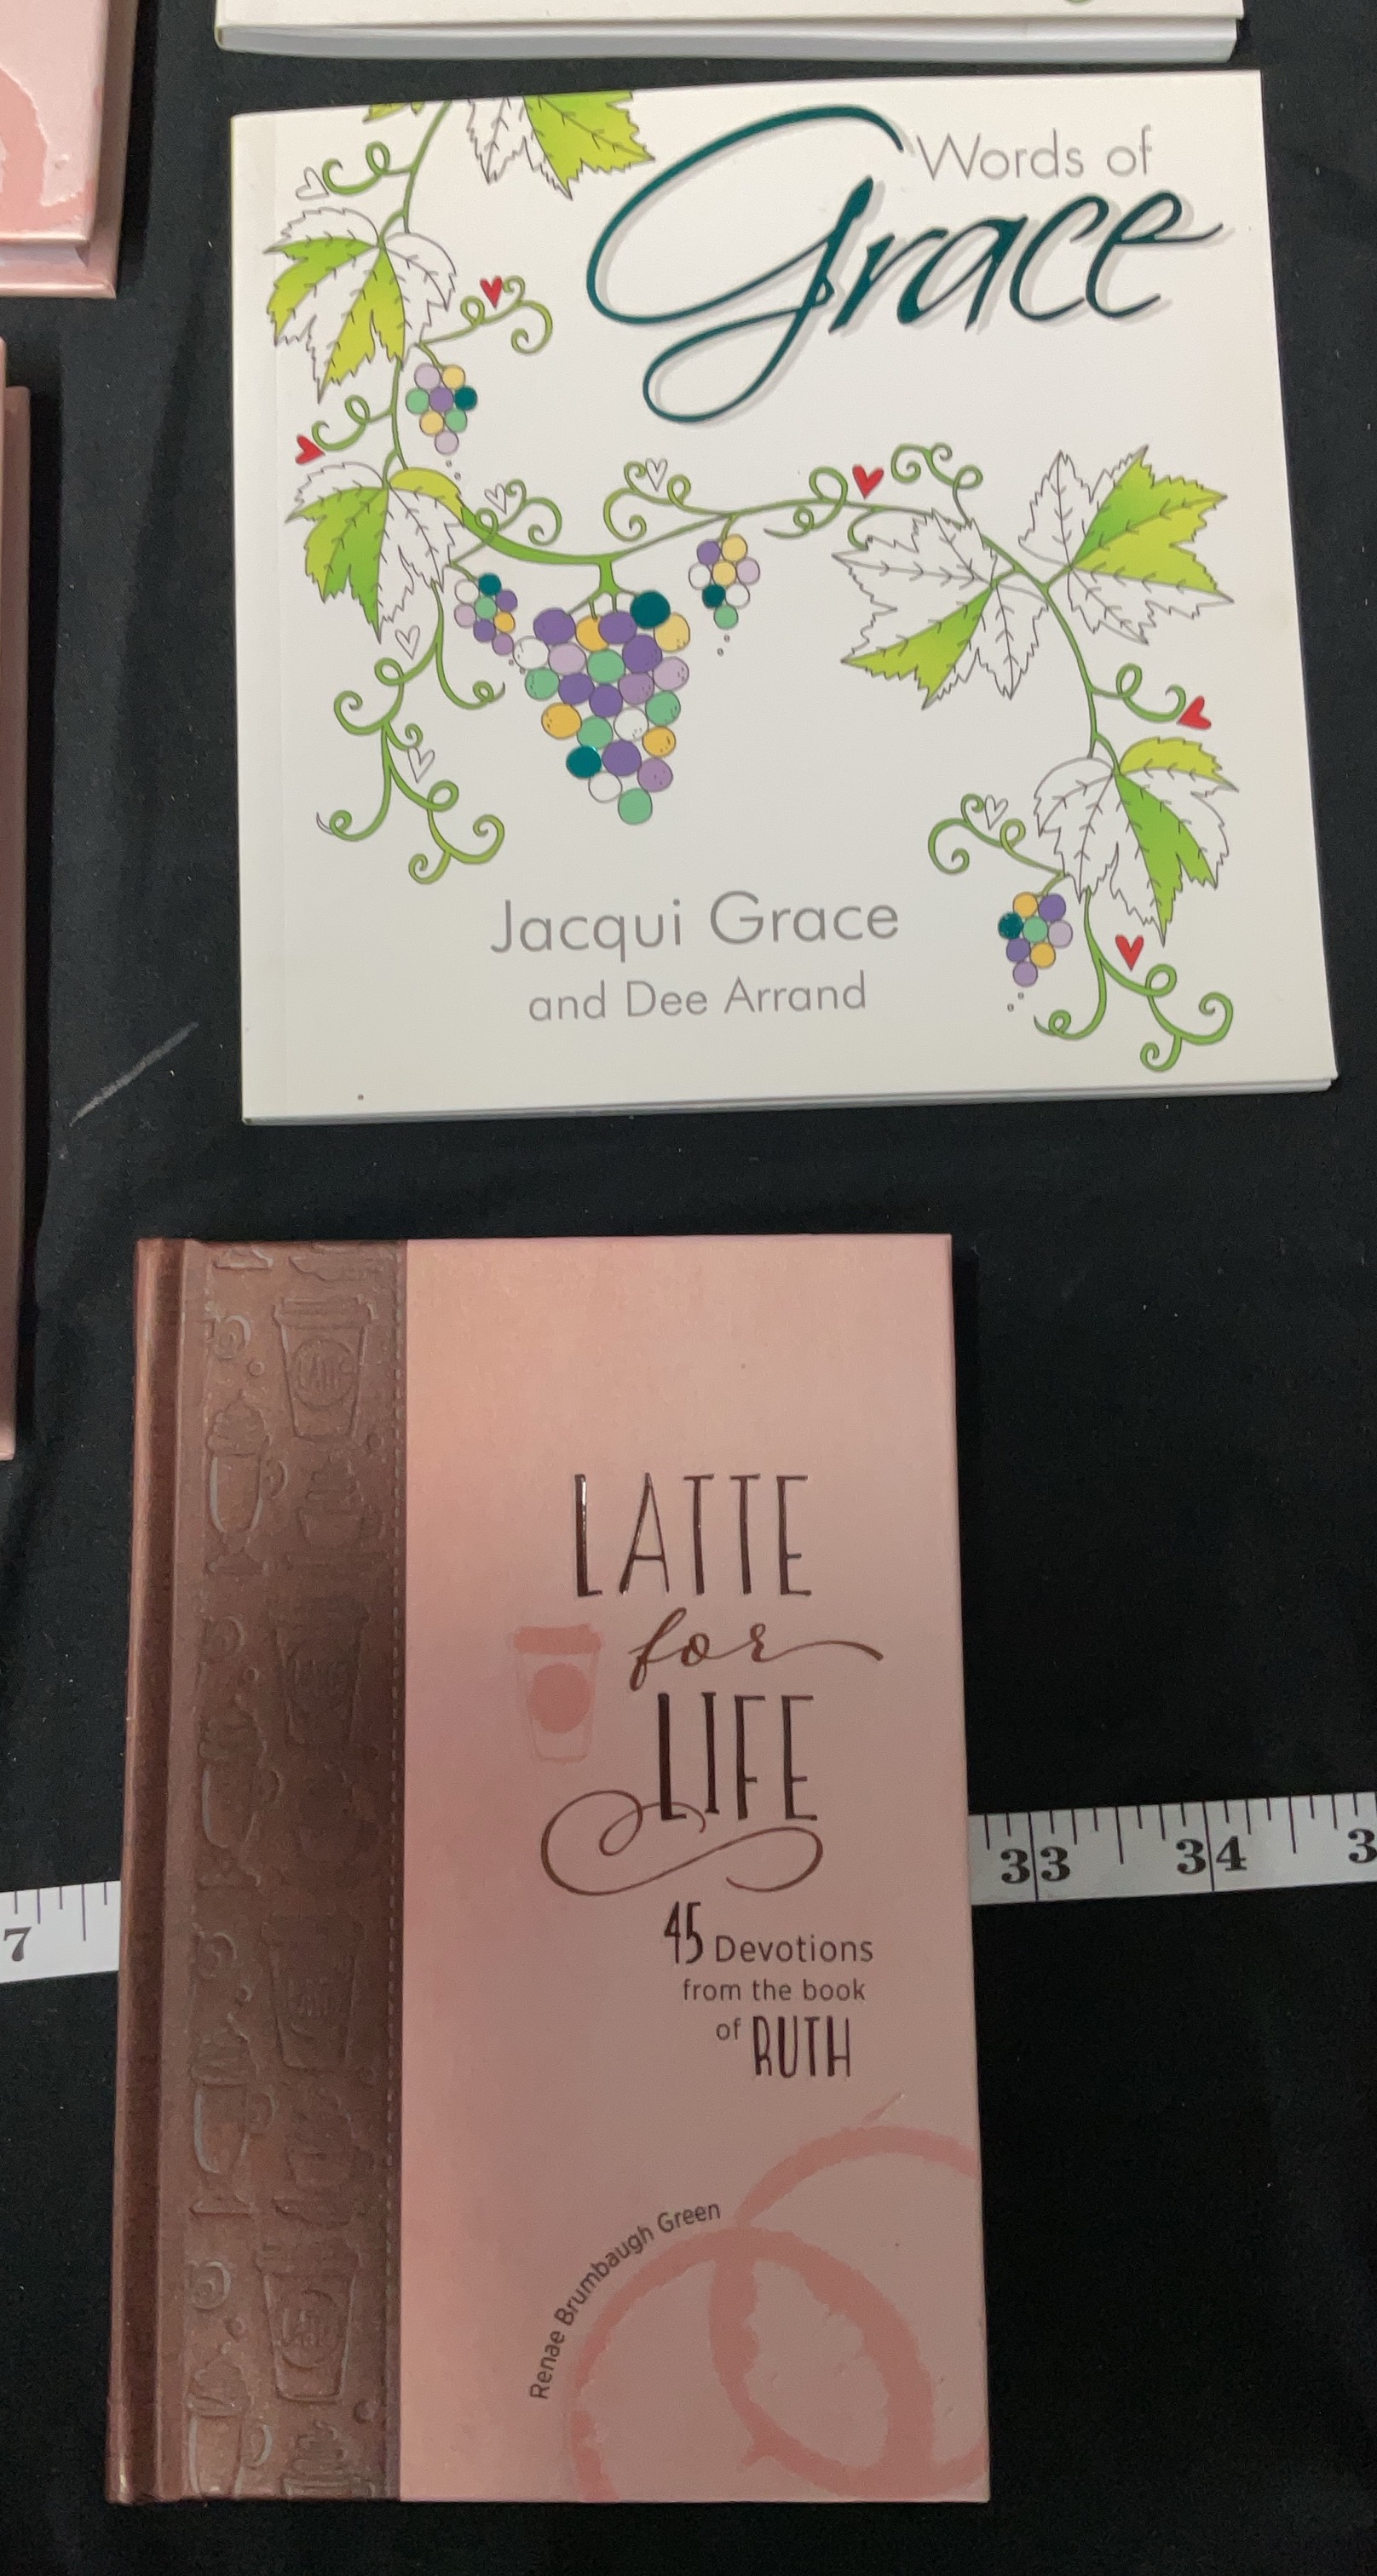 Words of
Grace
Jacqui Grace
and Dee Arrand
LATTE
for
LIFE
45 Devotions
from the book
of RUTH
Renae Brumbaugh Green
7
33
34
3